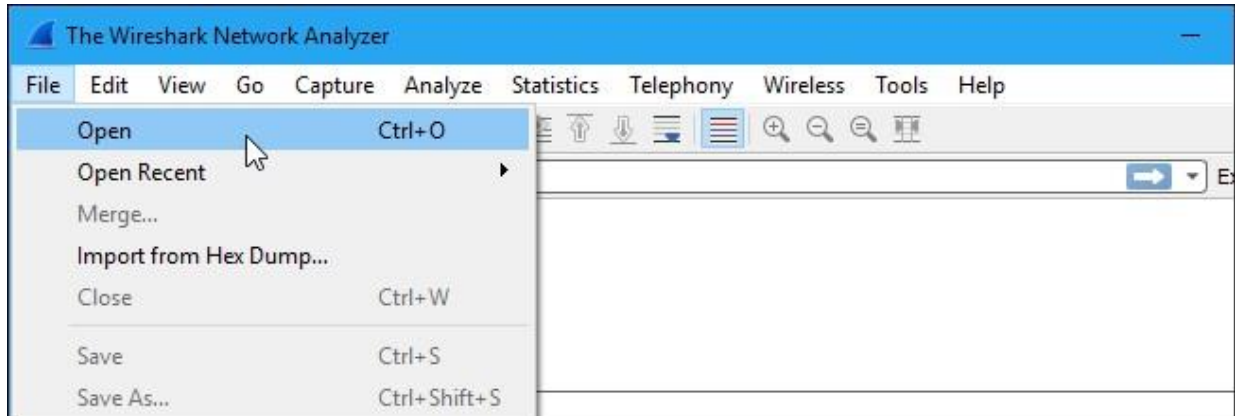 The Wireshark Network Analyzer
File Edit View Go Capture Analyze Statistics Telephony Wireless Tools Help
Open Ctrl+O
Open Recent
Merge...
Import from Hex Dump...
Close Ctrl+W
Save Ctrl+S
Save As... Ctrl+Shift+S